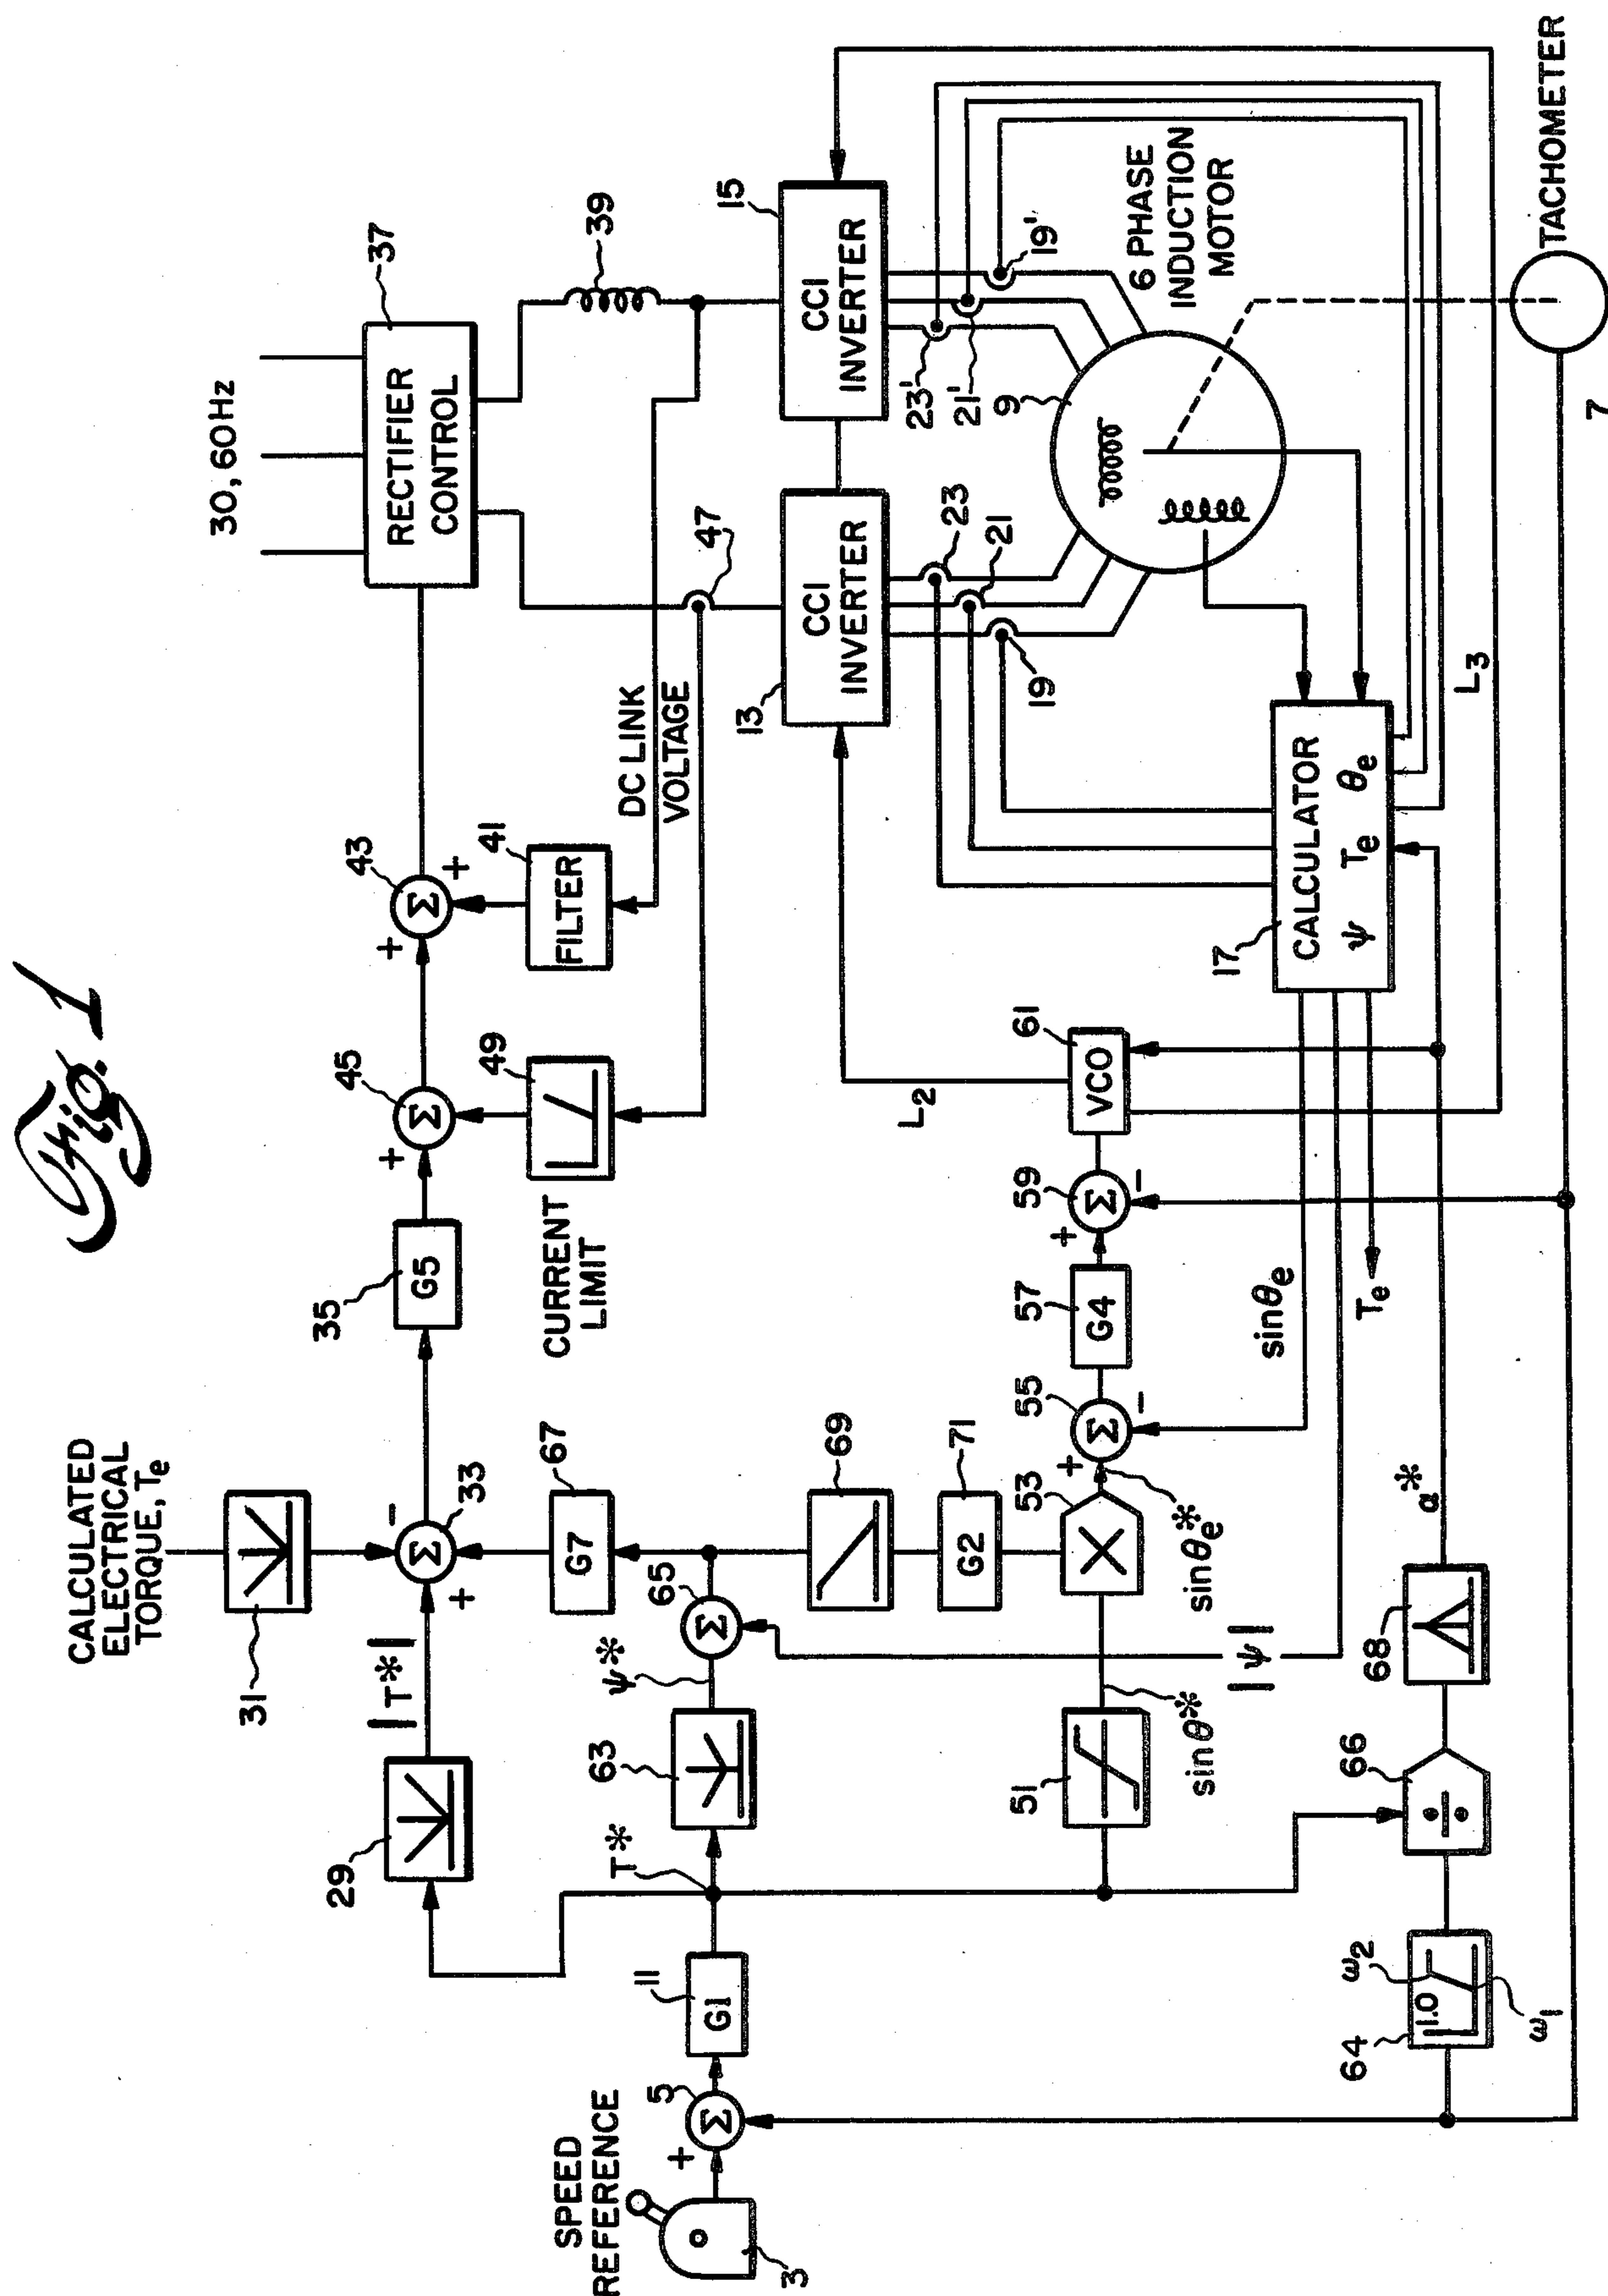 Fig. 1
SPEED
REFERENCE
3
+
5
Σ
G1
11
T*
29
|T*|
CALCULATED
ELECTRICAL
TORQUE, Te
31
+
-
Σ
33
G5
35
+
Σ
45
CURRENT
LIMIT
49
+
+
Σ
43
FILTER
41
DC LINK
VOLTAGE
30, 60Hz
RECTIFIER
CONTROL
37
39
47
63
ψ*
Σ
65
G7
67
69
G2
71
51
sinθ*
|ψ|
53
sinθe*
+
-
Σ
55
G4
57
+
-
Σ
59
VCO
61
L2
13
CCI
INVERTER
15
CCI
INVERTER
19
21
23
23'
21'
19'
9
6 PHASE
INDUCTION
MOTOR
17
CALCULATOR
ψ Te θe
sinθe
Te
L3
64
1.0
ω2
ω1
÷
66
68
α*
7
TACHOMETER